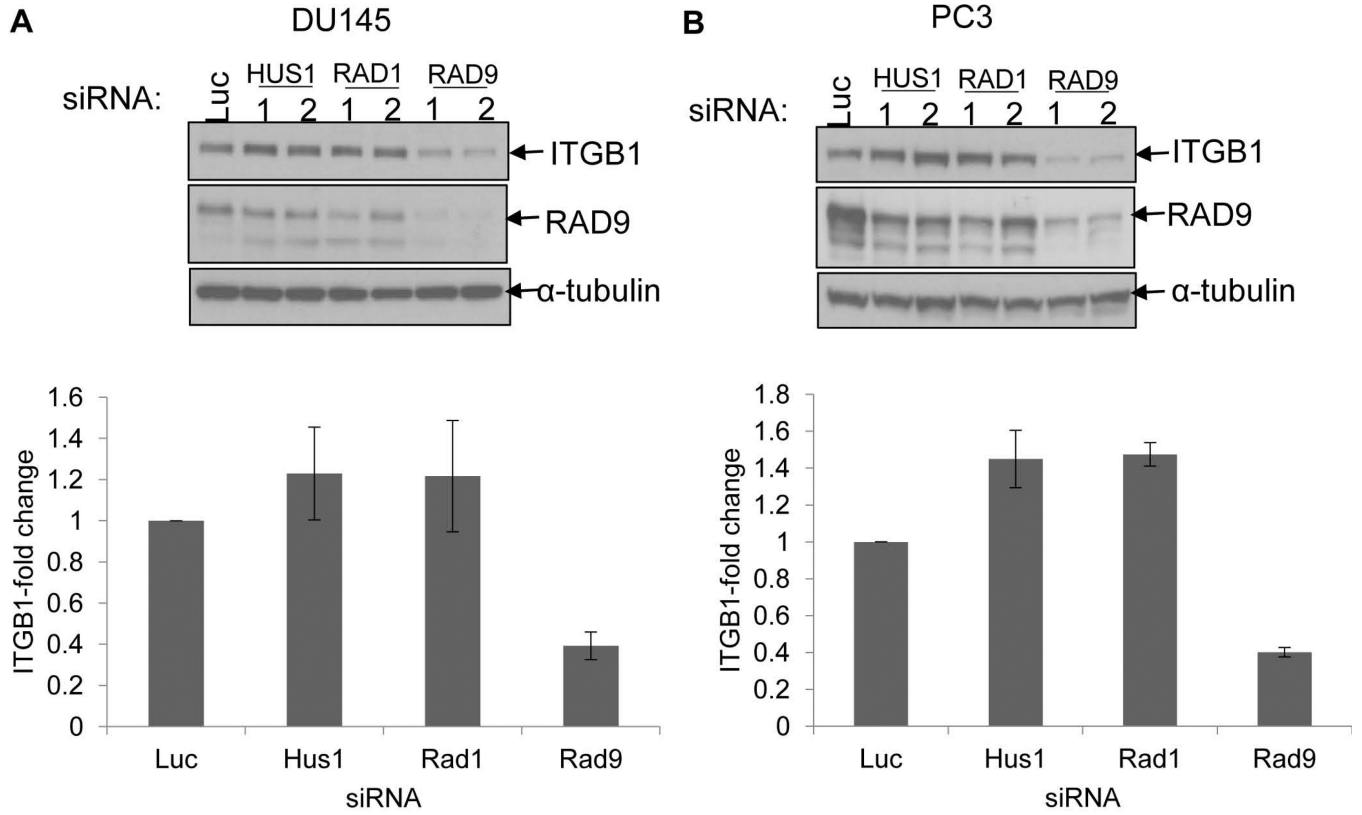 A
DU145
HUS1 RAD1 RAD9
siRNA: Luc 1 2 1 2 1 2
ITGB1
RAD9
α-tubulin
1.6
1.4
1.2
1
0.8
0.6
0.4
0.2
0
ITGB1-fold change
Luc Hus1 Rad1 Rad9
siRNA
B
PC3
HUS1 RAD1 RAD9
siRNA: Luc 1 2 1 2 1 2
ITGB1
RAD9
α-tubulin
1.8
1.6
1.4
1.2
1
0.8
0.6
0.4
0.2
0
ITGB1-fold change
Luc Hus1 Rad1 Rad9
siRNA